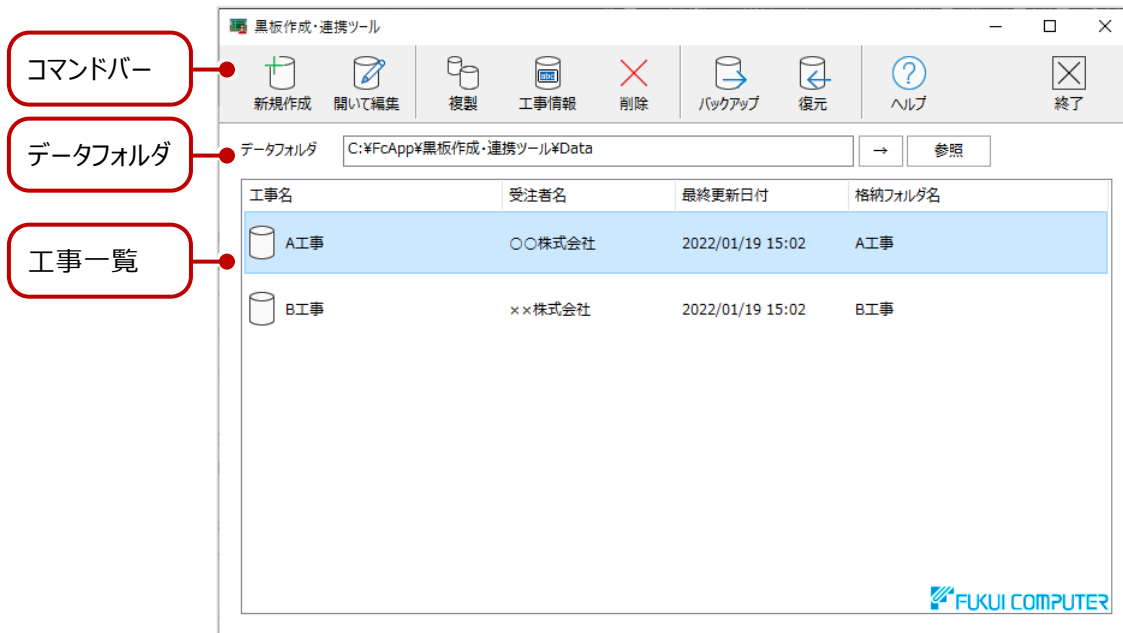 黒板作成・連携ツール
コマンドバー
新規作成 開いて編集 複製 工事情報 削除 バックアップ 復元 ヘルプ 終了
abc
データフォルダ
データフォルダ C:¥FcApp¥黒板作成・連携ツール¥Data → 参照
工事名 受注者名 最終更新日付 格納フォルダ名
工事一覧
A工事 〇〇株式会社 2022/01/19 15:02 A工事
B工事 ××株式会社 2022/01/19 15:02 B工事
FUKUI COMPUTER